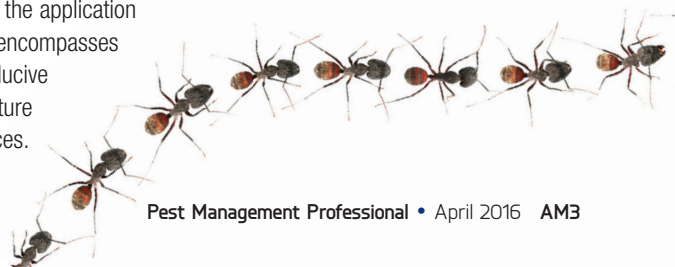 the application
encompasses
ducive
ture
ces.
Pest Management Professional • April 2016 AM3